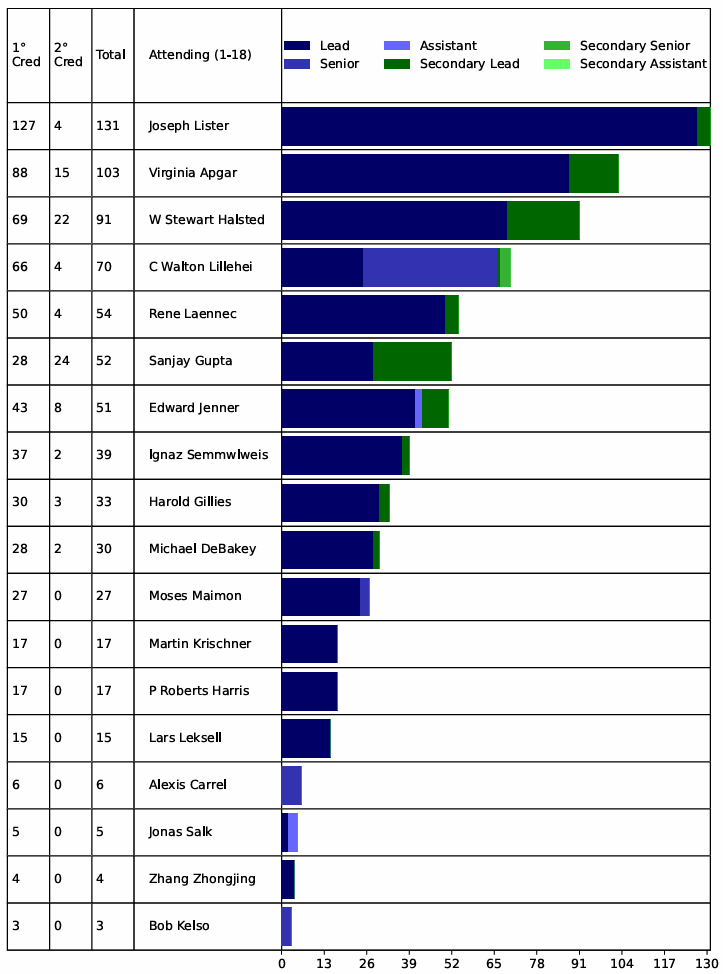 1° Cred 2° Cred Total Attending (1-18)
Lead Assistant Secondary Senior
Senior Secondary Lead Secondary Assistant
127 4 131 Joseph Lister
88 15 103 Virginia Apgar
69 22 91 W Stewart Halsted
66 4 70 C Walton Lillehei
50 4 54 Rene Laennec
28 24 52 Sanjay Gupta
43 8 51 Edward Jenner
37 2 39 Ignaz Semmwlweis
30 3 33 Harold Gillies
28 2 30 Michael DeBakey
27 0 27 Moses Maimon
17 0 17 Martin Krischner
17 0 17 P Roberts Harris
15 0 15 Lars Leksell
6 0 6 Alexis Carrel
5 0 5 Jonas Salk
4 0 4 Zhang Zhongjing
3 0 3 Bob Kelso
0 13 26 39 52 65 78 91 104 117 130